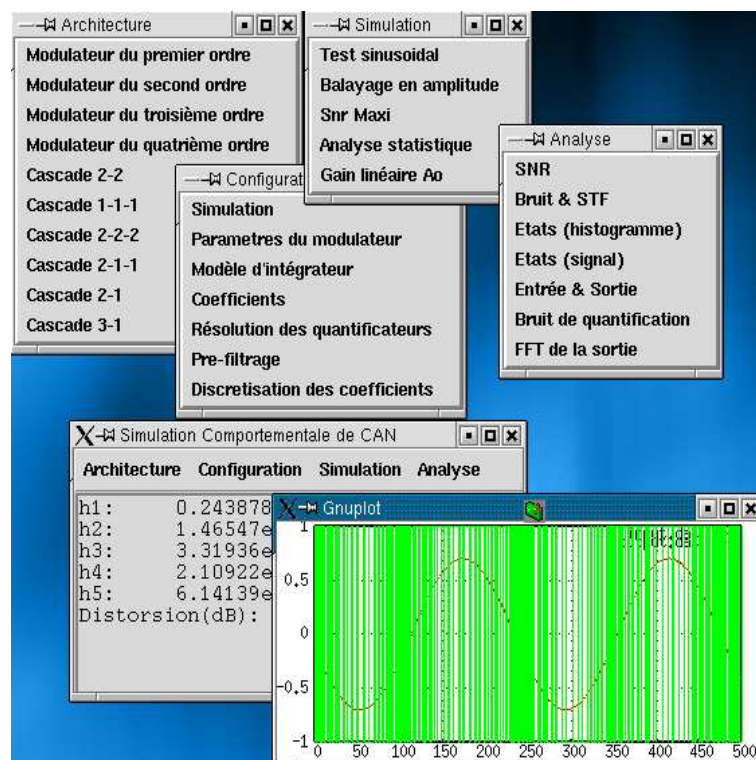 Architecture
Modulateur du premier ordre
Modulateur du second ordre
Modulateur du troisième ordre
Modulateur du quatrième ordre
Cascade 2-2
Cascade 1-1-1
Cascade 2-2-2
Cascade 2-1-1
Cascade 2-1
Cascade 3-1
Simulation
Test sinusoidal
Balayage en amplitude
Snr Maxi
Analyse statistique
Gain linéaire Ao
Configurat
Simulation
Parametres du modulateur
Modèle d'intégrateur
Coefficients
Résolution des quantificateurs
Pre-filtrage
Discretisation des coefficients
Analyse
SNR
Bruit & STF
Etats (histogramme)
Etats (signal)
Entrée & Sortie
Bruit de quantification
FFT de la sortie
Simulation Comportementale de CAN
Architecture Configuration Simulation Analyse
h1: 0.243878
h2: 1.46547e
h3: 3.31936e
h4: 2.10922e
h5: 6.14139e
Distorsion(dB):
Gnuplot
1
0.5
0
-0.5
-1
0 50 100 150 200 250 300 350 400 450 500